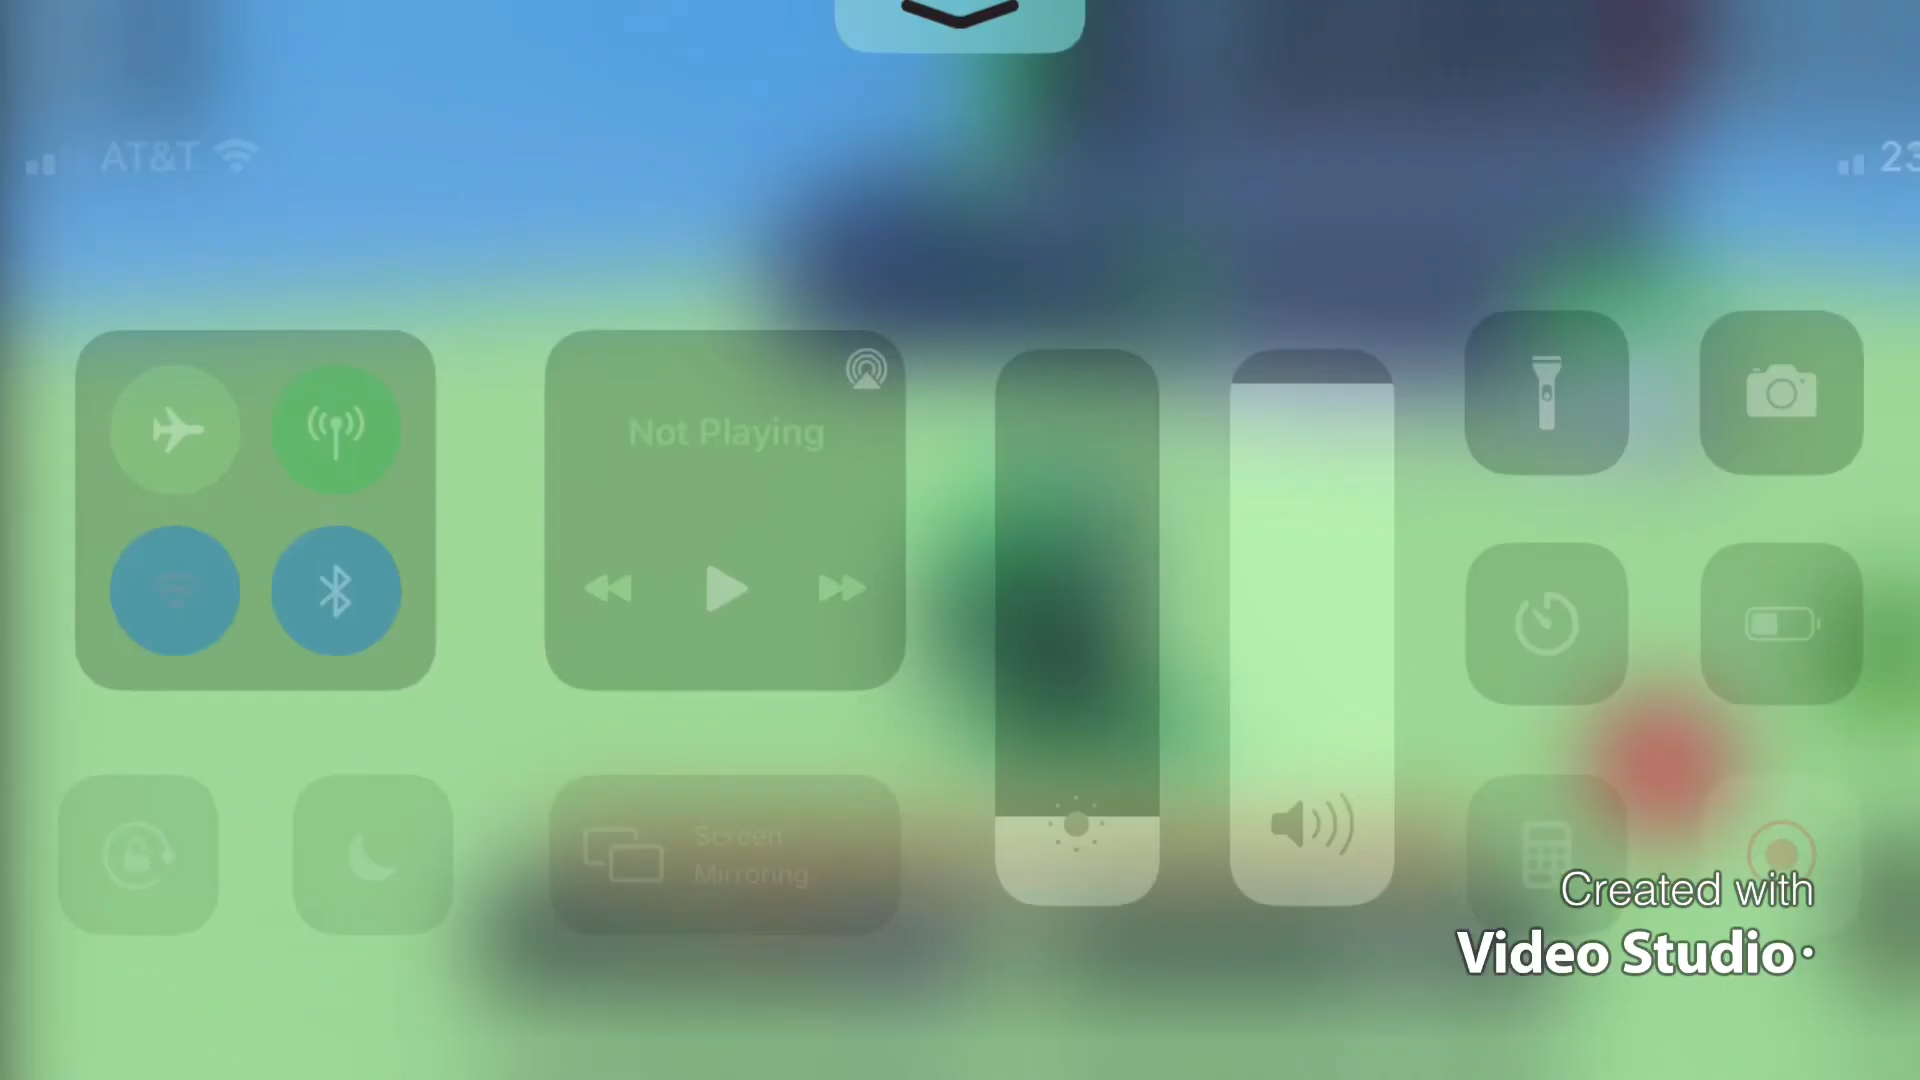 AT&T
23
Not Playing
Screen
Mirroring
Created with
Video Studio